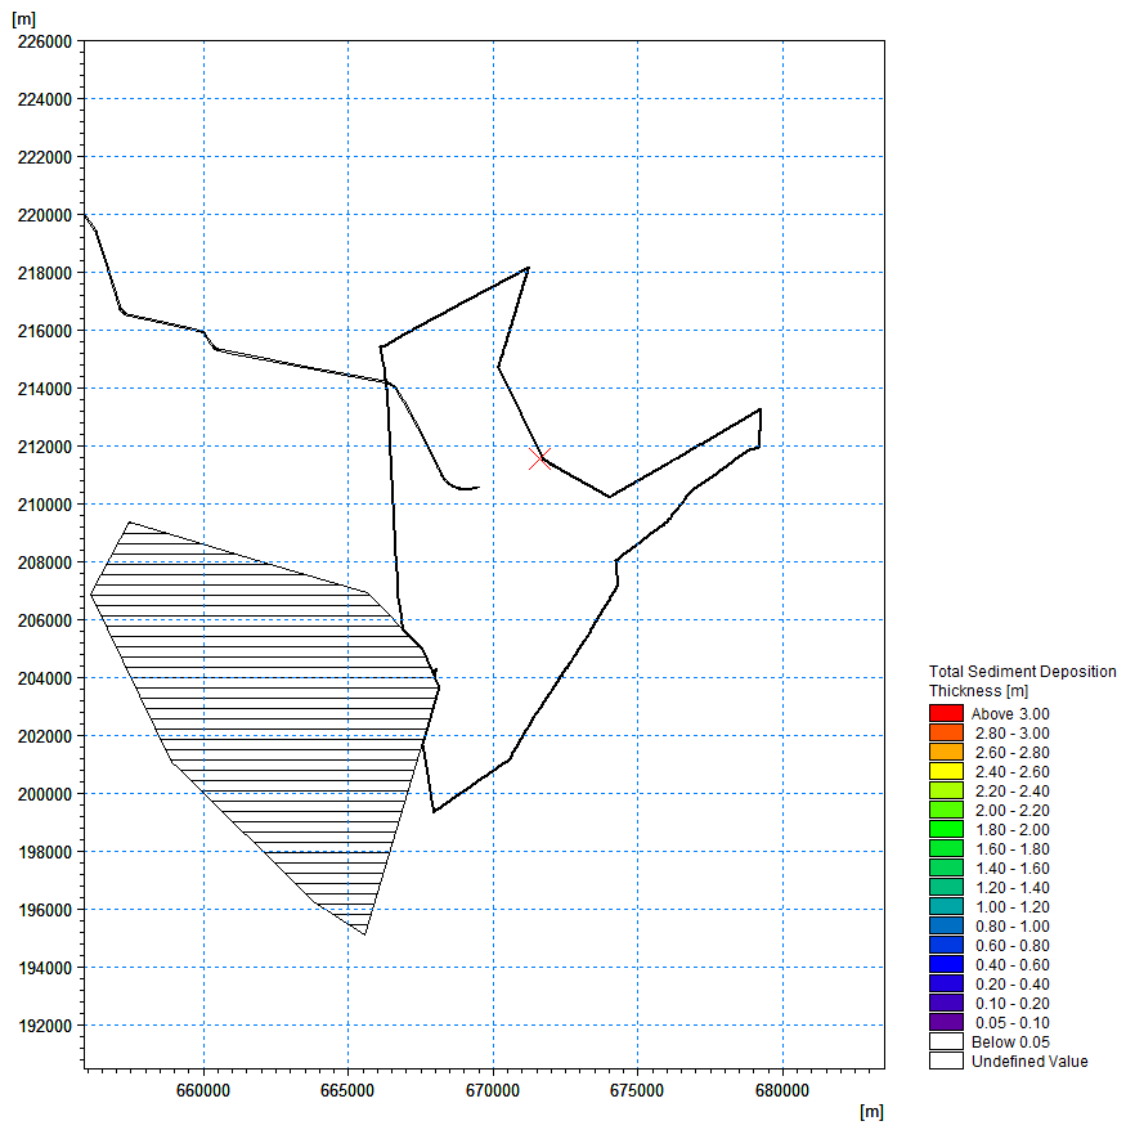 [m]
226000
224000
222000
220000
218000
216000
214000
212000
210000
208000
206000
204000
202000
200000
198000
196000
194000
192000
660000 665000 670000 675000 680000
[m]
Total Sediment Deposition
Thickness [m]
Above 3.00
2.80 - 3.00
2.60 - 2.80
2.40 - 2.60
2.20 - 2.40
2.00 - 2.20
1.80 - 2.00
1.60 - 1.80
1.40 - 1.60
1.20 - 1.40
1.00 - 1.20
0.80 - 1.00
0.60 - 0.80
0.40 - 0.60
0.20 - 0.40
0.10 - 0.20
0.05 - 0.10
Below 0.05
Undefined Value